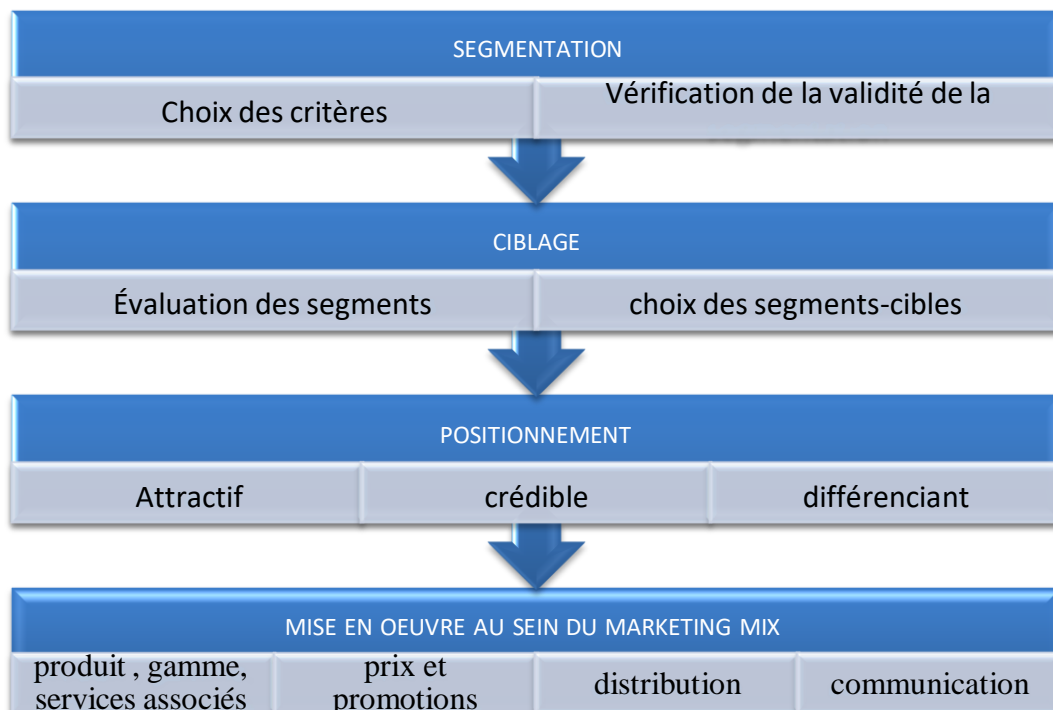 SEGMENTATION
Choix des critères
Vérification de la validité de la
CIBLAGE
Évaluation des segments
choix des segments-cibles
POSITIONNEMENT
Attractif
crédible
différenciant
MISE EN OEUVRE AU SEIN DU MARKETING MIX
produit , gamme,
services associés
prix et
promotions
distribution
communication